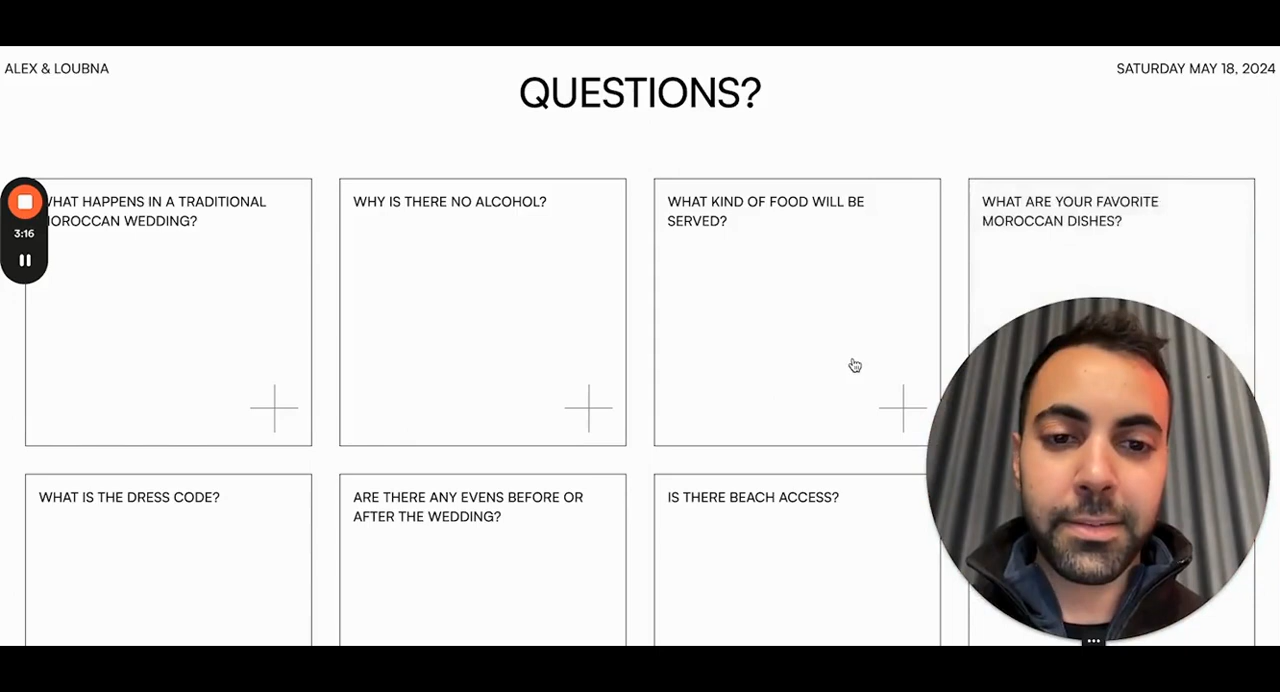 ALEX & LOUBNA
SATURDAY MAY 18, 2024
QUESTIONS?
HAT HAPPENS IN A TRADITIONAL
OROCCAN WEDDING?
WHY IS THERE NO ALCOHOL?
WHAT KIND OF FOOD WILL BE
SERVED?
WHAT ARE YOUR FAVORITE
MOROCCAN DISHES?
3:16
WHAT IS THE DRESS CODE?
ARE THERE ANY EVENS BEFORE OR
AFTER THE WEDDING?
IS THERE BEACH ACCESS?